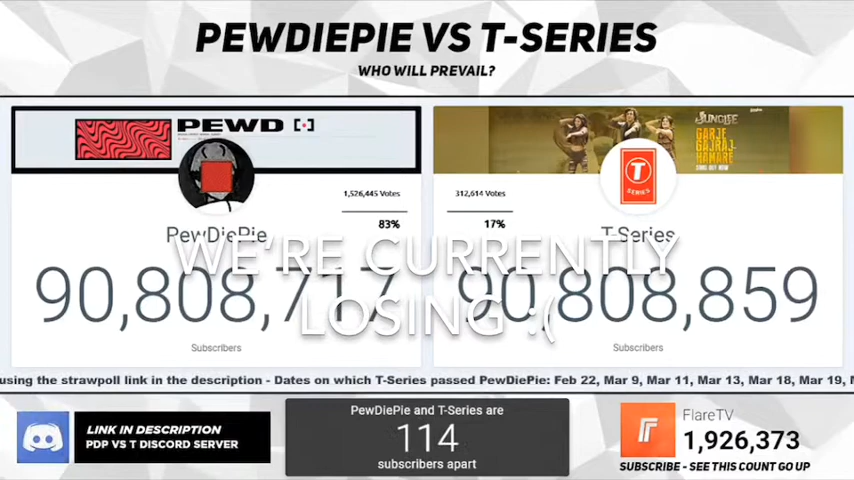 PEWDIEPIE VS T-SERIES
WHO WILL PREVAIL?
PEWD
1,526,445 Votes
83%
PewDiePie
90,808,717
Subscribers
JUNGLEE
GARJE
GAJRAJ
HAMARE
312,614 Votes
17%
T
SERIES
T-Series
90,808,859
Subscribers
WE'RE CURRENTLY
LOSING :(
using the strawpoll link in the description - Dates on which T-Series passed PewDiePie: Feb 22, Mar 9, Mar 11, Mar 13, Mar 18, Mar 19, M
LINK IN DESCRIPTION
PDP VS T DISCORD SERVER
PewDiePie and T-Series are
114
subscribers apart
FlareTV
1,926,373
SUBSCRIBE - SEE THIS COUNT GO UP